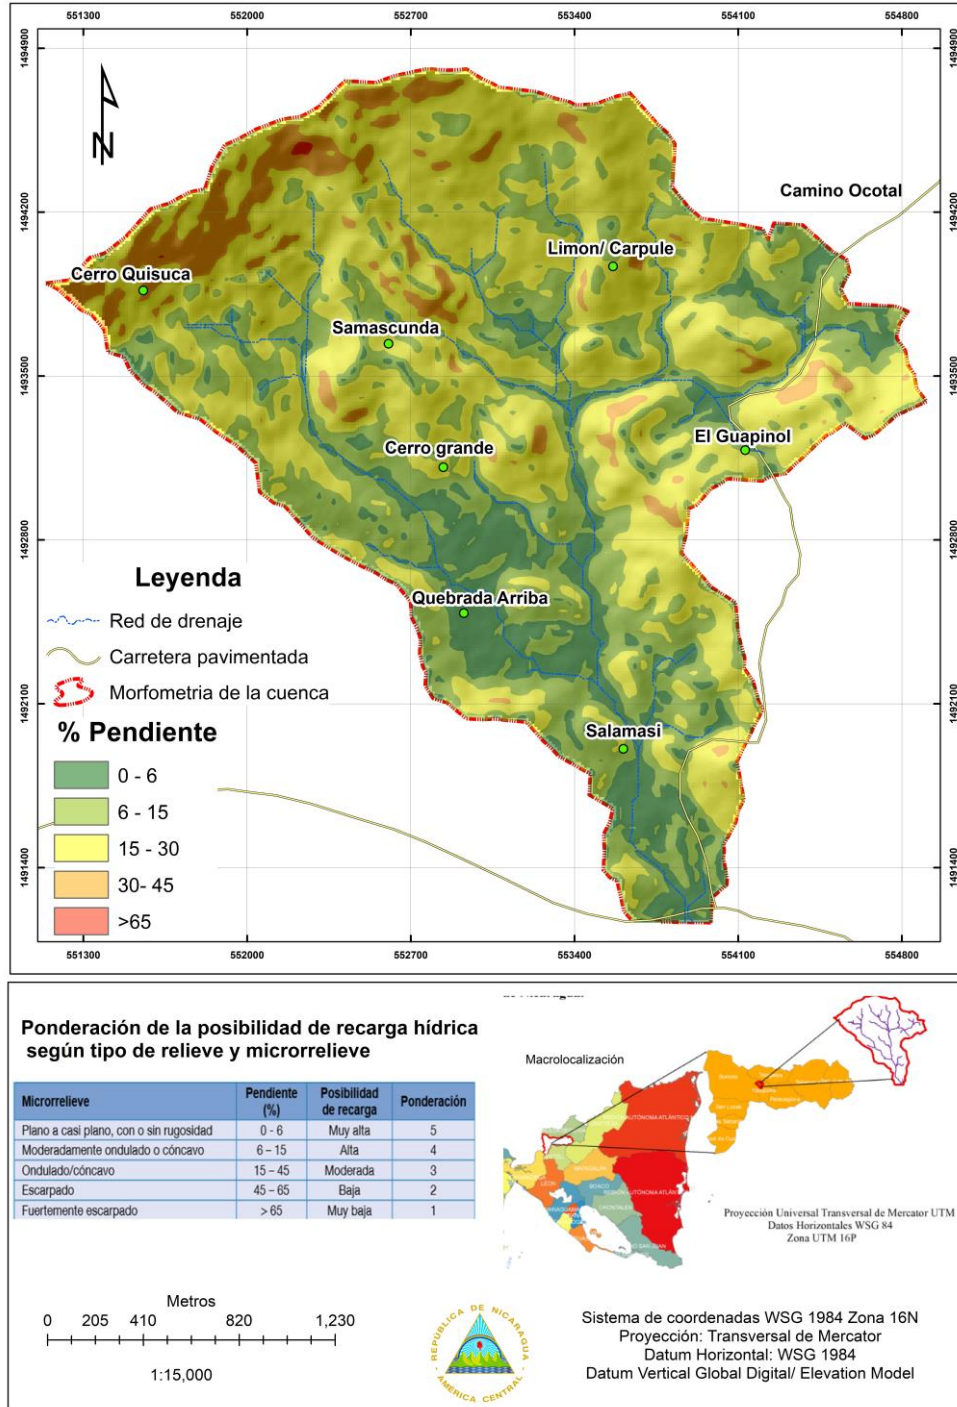 551300 552000 552700 553400 554100 554800
1494900 1494900
Camino Ocotal
1494200 1494200
N
Limon/ Carpule
Cerro Quisuca
Samascunda
1493500 1493500
El Guapinol
Cerro grande
1492800 1492800
Leyenda
Quebrada Arriba
Red de drenaje
Carretera pavimentada
Morfometria de la cuenca
1492100 1492100
% Pendiente
Salamasi
0 - 6
6 - 15
15 - 30
1491400 1491400
30- 45
>65
551300 552000 552700 553400 554100 554800
Ponderación de la posibilidad de recarga hídrica
según tipo de relieve y microrrelieve
Microrrelieve Pendiente (%) Posibilidad de recarga Ponderación
Plano a casi plano, con o sin rugosidad 0 - 6 Muy alta 5
Moderadamente ondulado o cóncavo 6 – 15 Alta 4
Ondulado/cóncavo 15 – 45 Moderada 3
Escarpado 45 – 65 Baja 2
Fuertemente escarpado > 65 Muy baja 1
Macrolocalización
BOACO
Proyección Universal Transversal de Mercator UTM
Datos Horizontales WSG 84
Zona UTM 16P
Metros
0 205 410 820 1,230
1:15,000
REPÚBLICA DE NICARAGUA
AMÉRICA CENTRAL
Sistema de coordenadas WSG 1984 Zona 16N
Proyección: Transversal de Mercator
Datum Horizontal: WSG 1984
Datum Vertical Global Digital/ Elevation Model